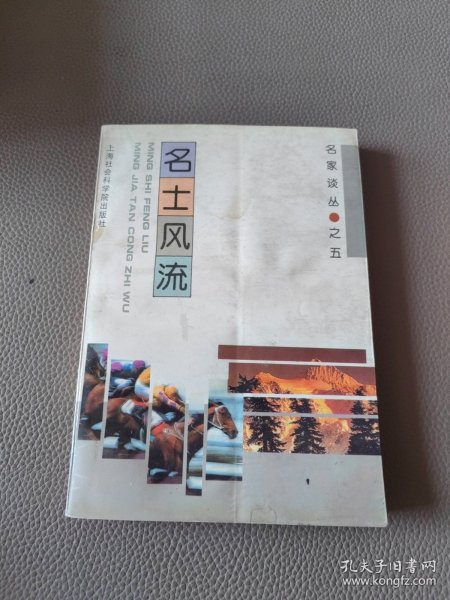 名家谈丛●之五
名士风流
MING SHI FENG LIU
MING JIA TAN CONG ZHI WU
上海社会科学院出版社
孔夫子旧书网
www.kongfz.com